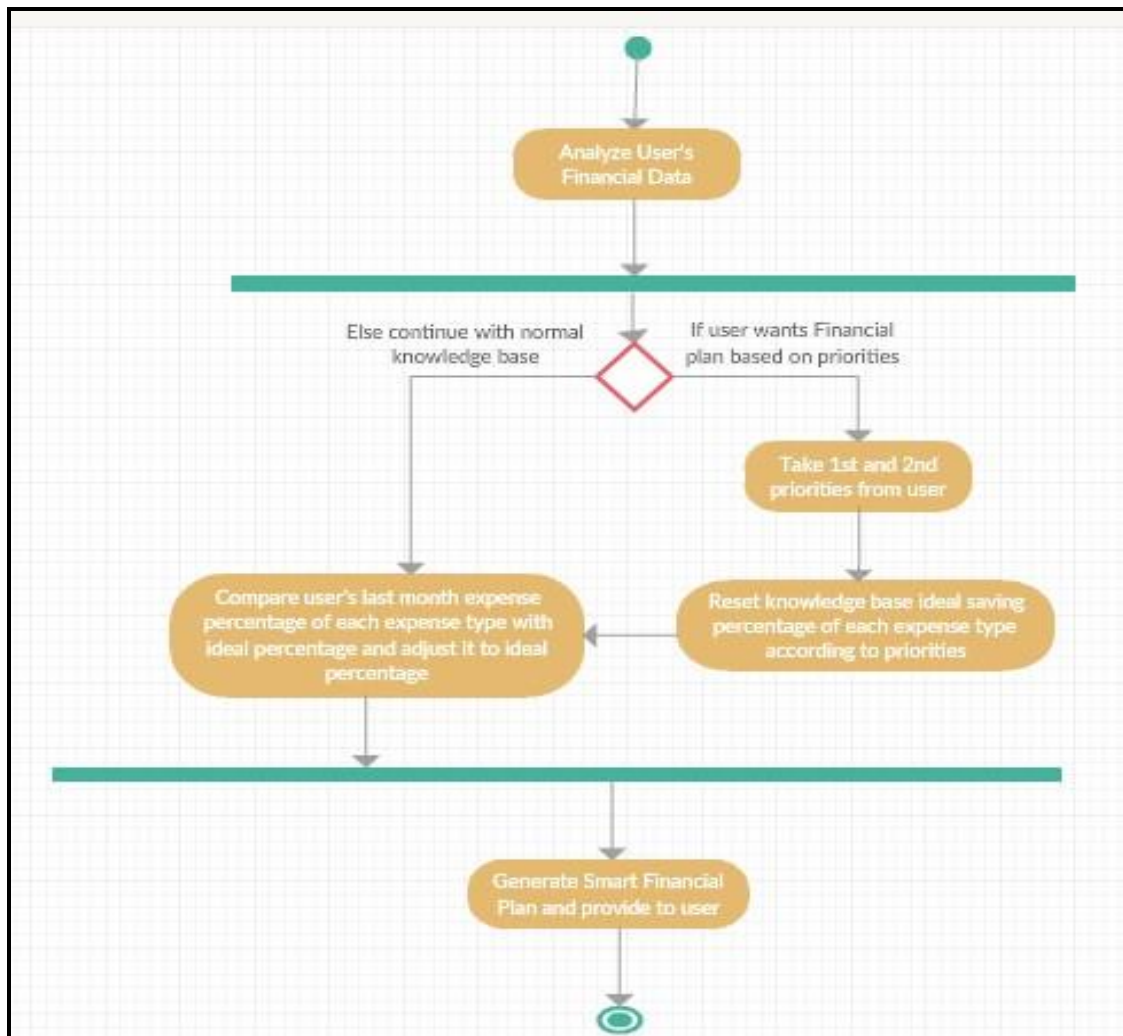 Analyze User's
Financial Data
Else continue with normal
knowledge base
If user wants Financial
plan based on priorities
Take 1st and 2nd
priorities from user
Compare user's last month expense
percentage of each expense type with
ideal percentage and adjust it to ideal
percentage
Reset knowledge base ideal saving
percentage of each expense type
according to priorities
Generate Smart Financial
Plan and provide to user